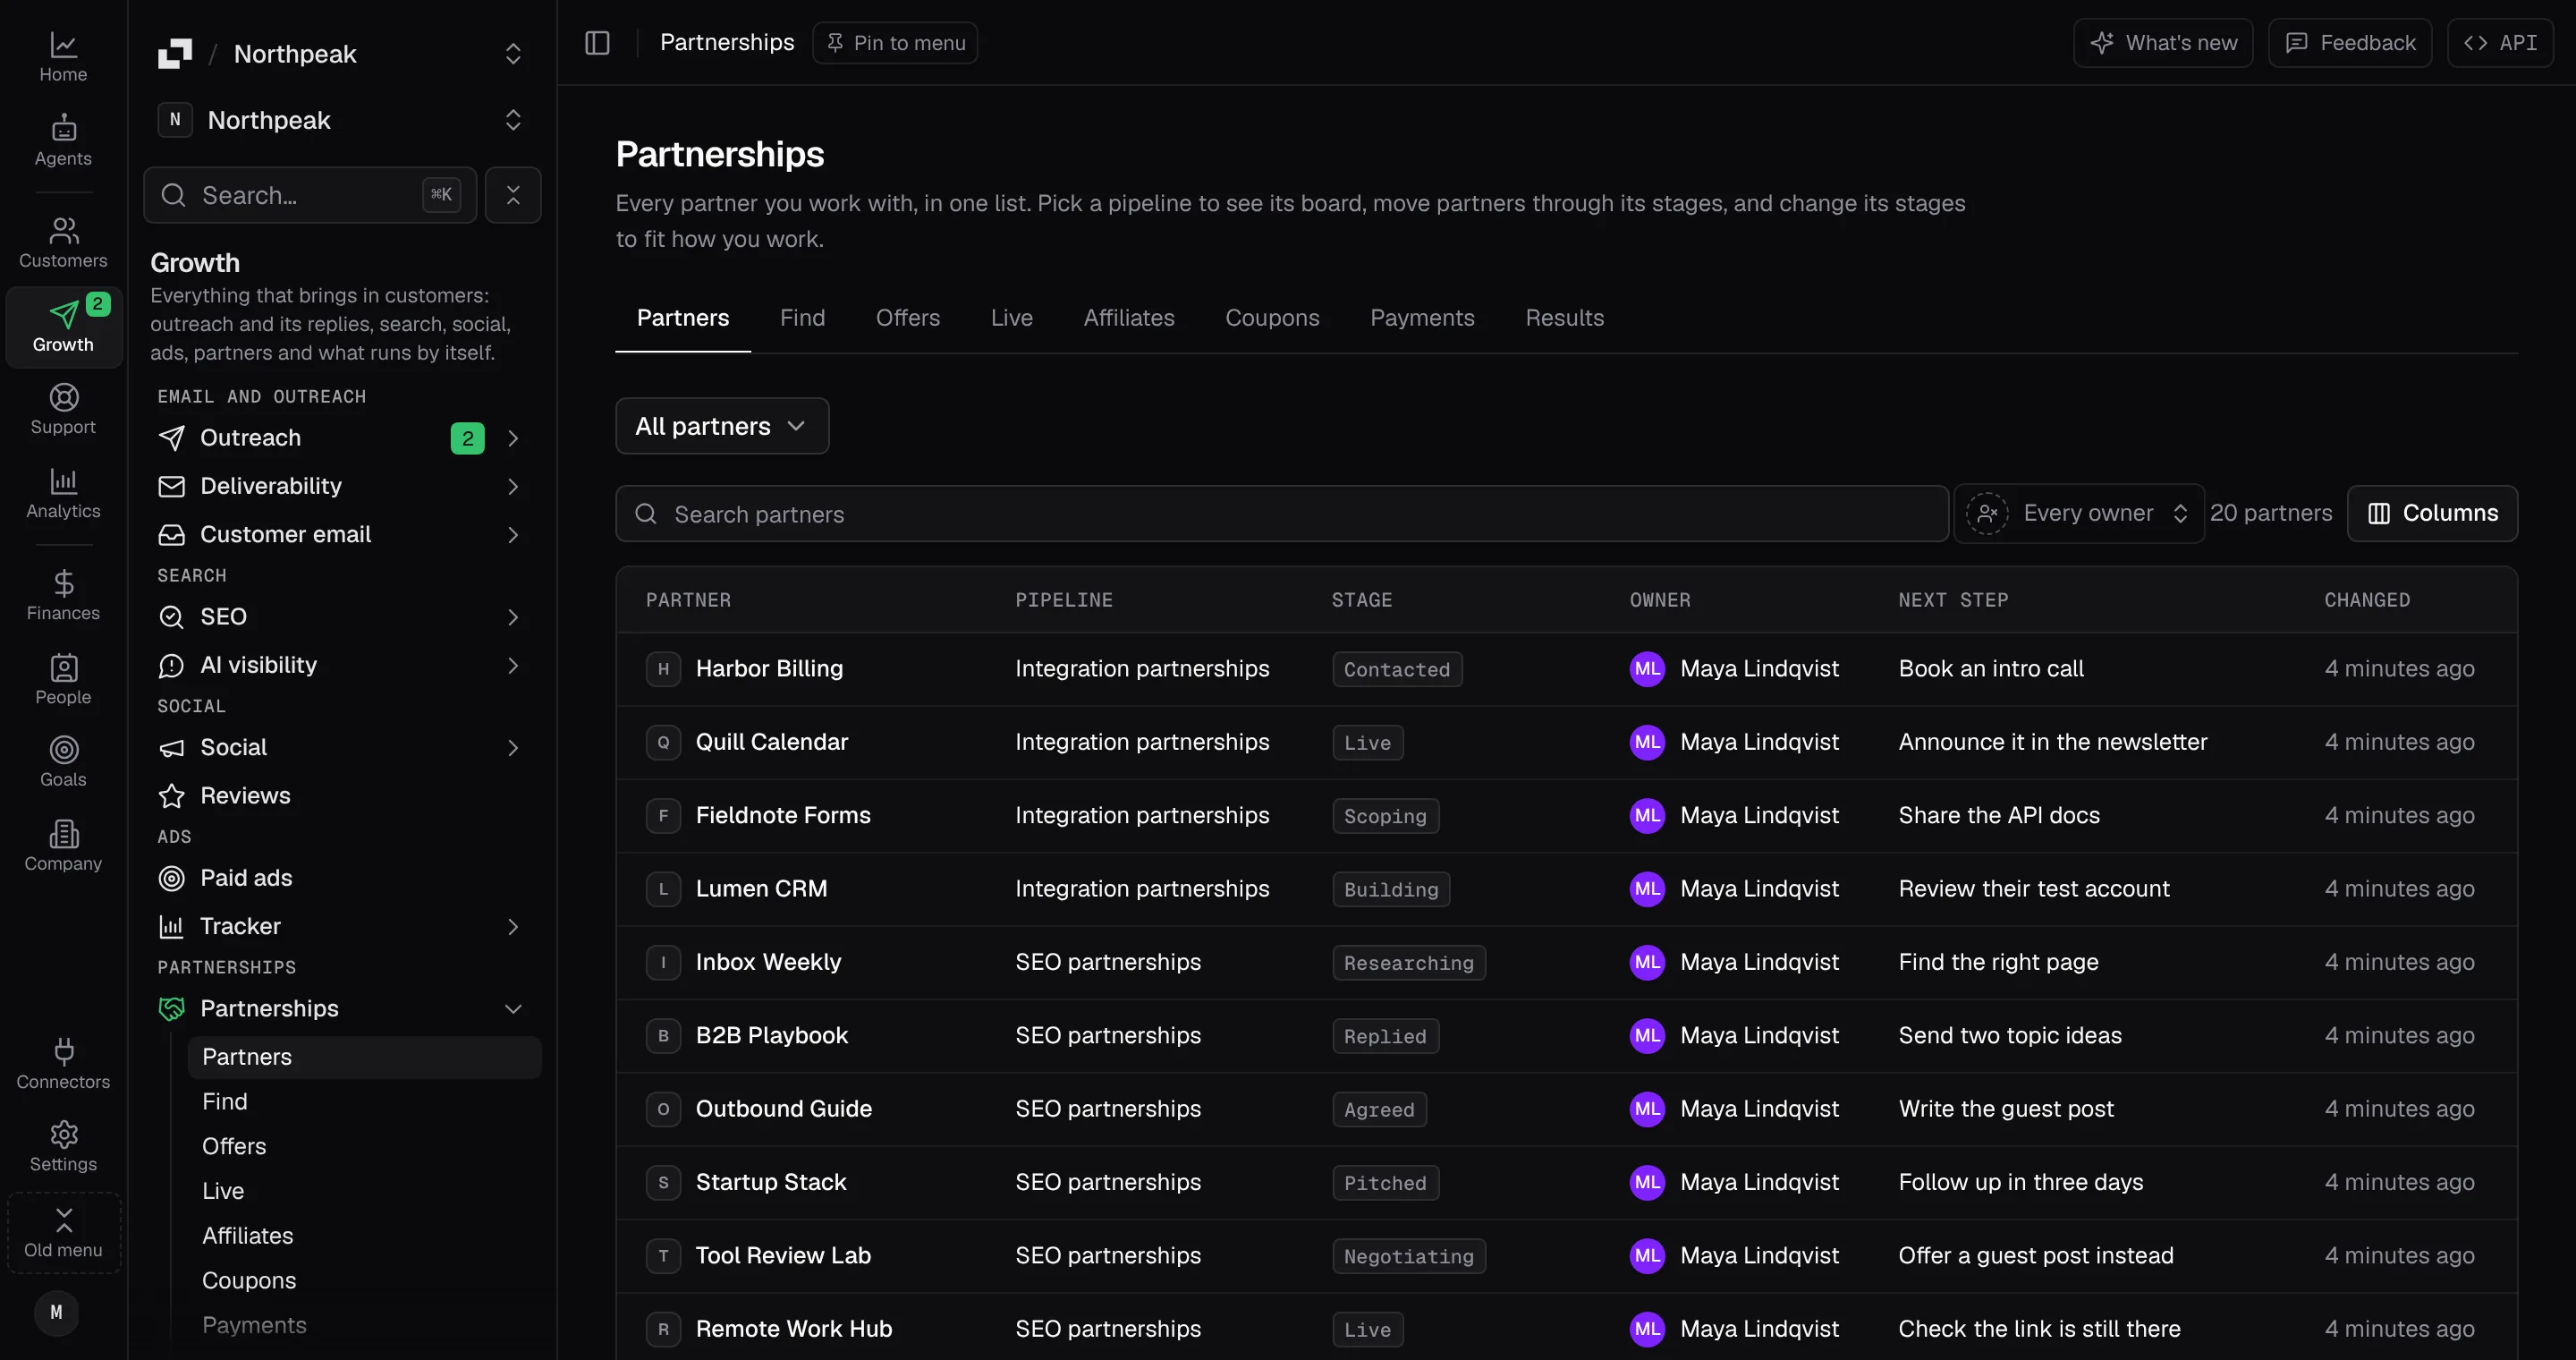 Home
Agents
Customers
2
Growth
Support
Analytics
Finances
People
Goals
Company
Connectors
Settings
Old menu
M
/ Northpeak
N Northpeak
Search... ⌘K
Growth
Everything that brings in customers:
outreach and its replies, search, social,
ads, partners and what runs by itself.
EMAIL AND OUTREACH
Outreach 2
Deliverability
Customer email
SEARCH
SEO
AI visibility
SOCIAL
Social
Reviews
ADS
Paid ads
Tracker
PARTNERSHIPS
Partnerships
Partners
Find
Offers
Live
Affiliates
Coupons
Payments
Partnerships Pin to menu What's new Feedback API
Partnerships
Every partner you work with, in one list. Pick a pipeline to see its board, move partners through its stages, and change its stages
to fit how you work.
Partners Find Offers Live Affiliates Coupons Payments Results
All partners
Search partners Every owner 20 partners Columns
PARTNER PIPELINE STAGE OWNER NEXT STEP CHANGED
H Harbor Billing Integration partnerships Contacted ML Maya Lindqvist Book an intro call 4 minutes ago
Q Quill Calendar Integration partnerships Live ML Maya Lindqvist Announce it in the newsletter 4 minutes ago
F Fieldnote Forms Integration partnerships Scoping ML Maya Lindqvist Share the API docs 4 minutes ago
L Lumen CRM Integration partnerships Building ML Maya Lindqvist Review their test account 4 minutes ago
I Inbox Weekly SEO partnerships Researching ML Maya Lindqvist Find the right page 4 minutes ago
B B2B Playbook SEO partnerships Replied ML Maya Lindqvist Send two topic ideas 4 minutes ago
O Outbound Guide SEO partnerships Agreed ML Maya Lindqvist Write the guest post 4 minutes ago
S Startup Stack SEO partnerships Pitched ML Maya Lindqvist Follow up in three days 4 minutes ago
T Tool Review Lab SEO partnerships Negotiating ML Maya Lindqvist Offer a guest post instead 4 minutes ago
R Remote Work Hub SEO partnerships Live ML Maya Lindqvist Check the link is still there 4 minutes ago